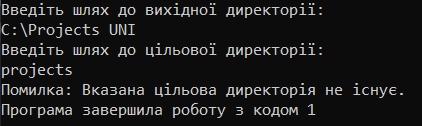 Введіть шлях до вихідної директорії:
C:\Projects UNI
Введіть шлях до цільової директорії:
projects
Помилка: Вказана цільова директорія не існує.
Програма завершила роботу з кодом 1